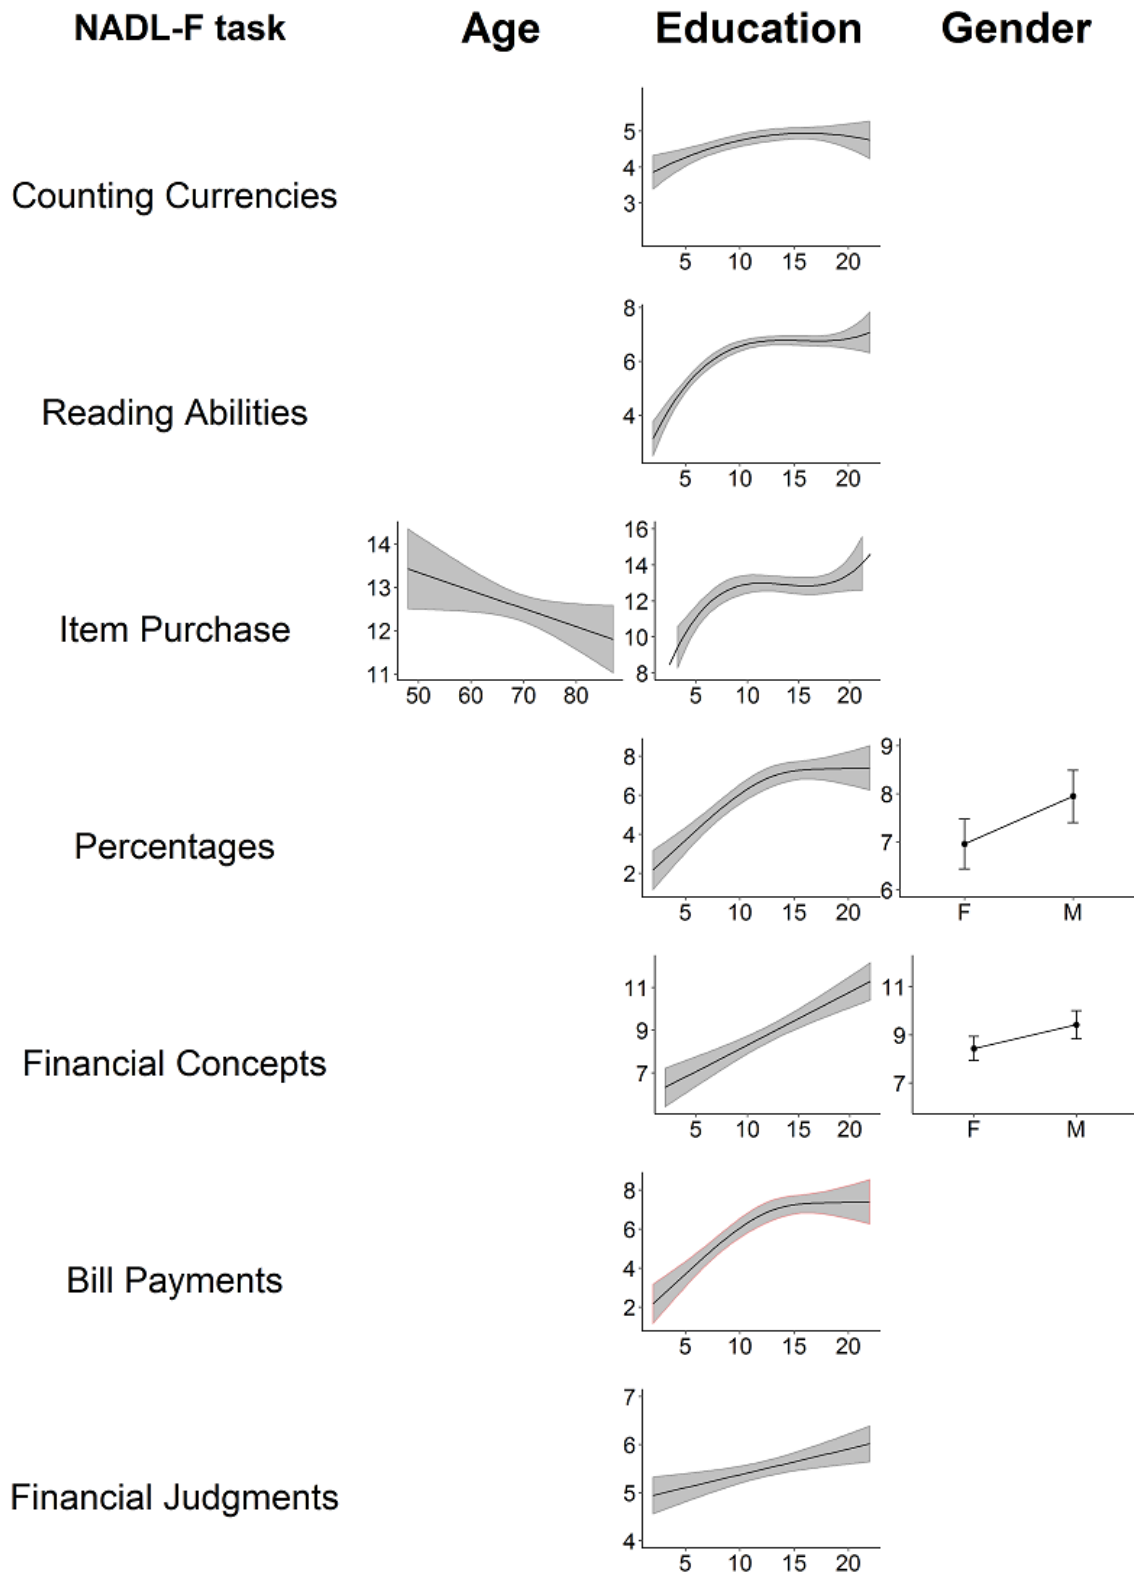 NADL-F task Age Education Gender
Counting Currencies
5
4
3
5 10 15 20
Reading Abilities
8
6
4
5 10 15 20
Item Purchase
14
13
12
11
50 60 70 80
16
14
12
10
8
5 10 15 20
Percentages
8
6
4
2
5 10 15 20
9
8
7
6
F M
Financial Concepts
11
9
7
5 10 15 20
11
9
7
F M
Bill Payments
8
6
4
2
5 10 15 20
Financial Judgments
7
6
5
4
5 10 15 20